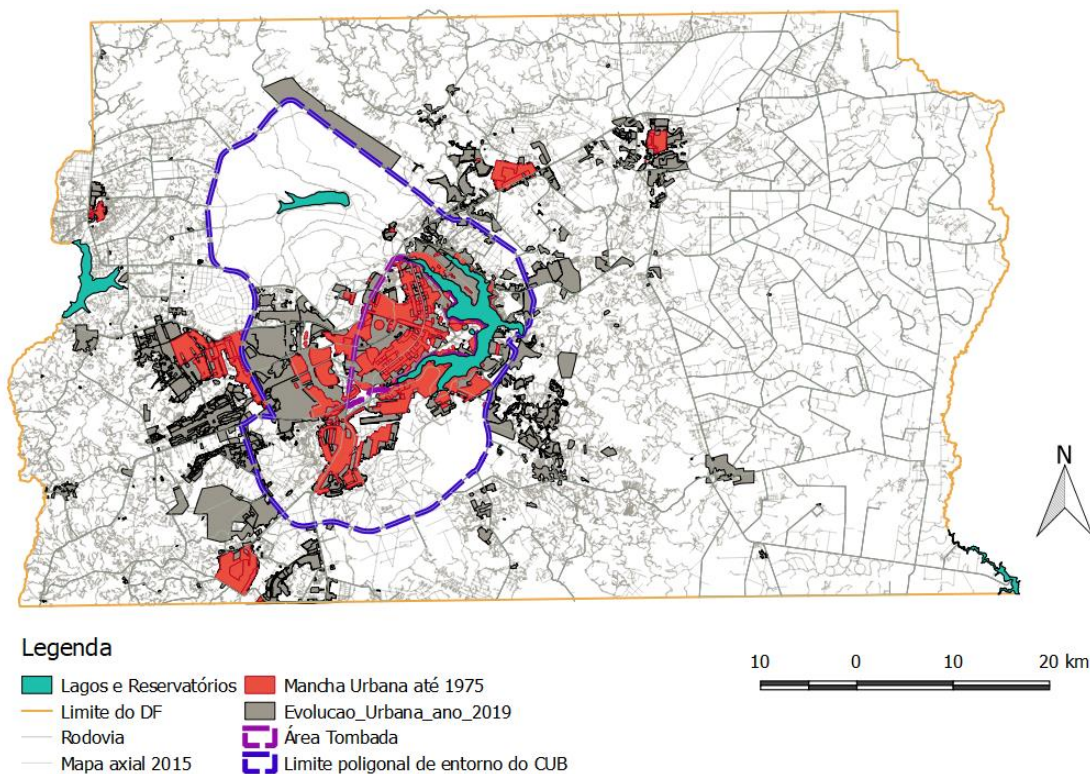 N
Legenda
10 0 10 20 km
Lagos e Reservatórios Mancha Urbana até 1975
Limite do DF Evolucao_Urbana_ano_2019
Rodovia Área Tombada
Mapa axial 2015 Limite poligonal de entorno do CUB